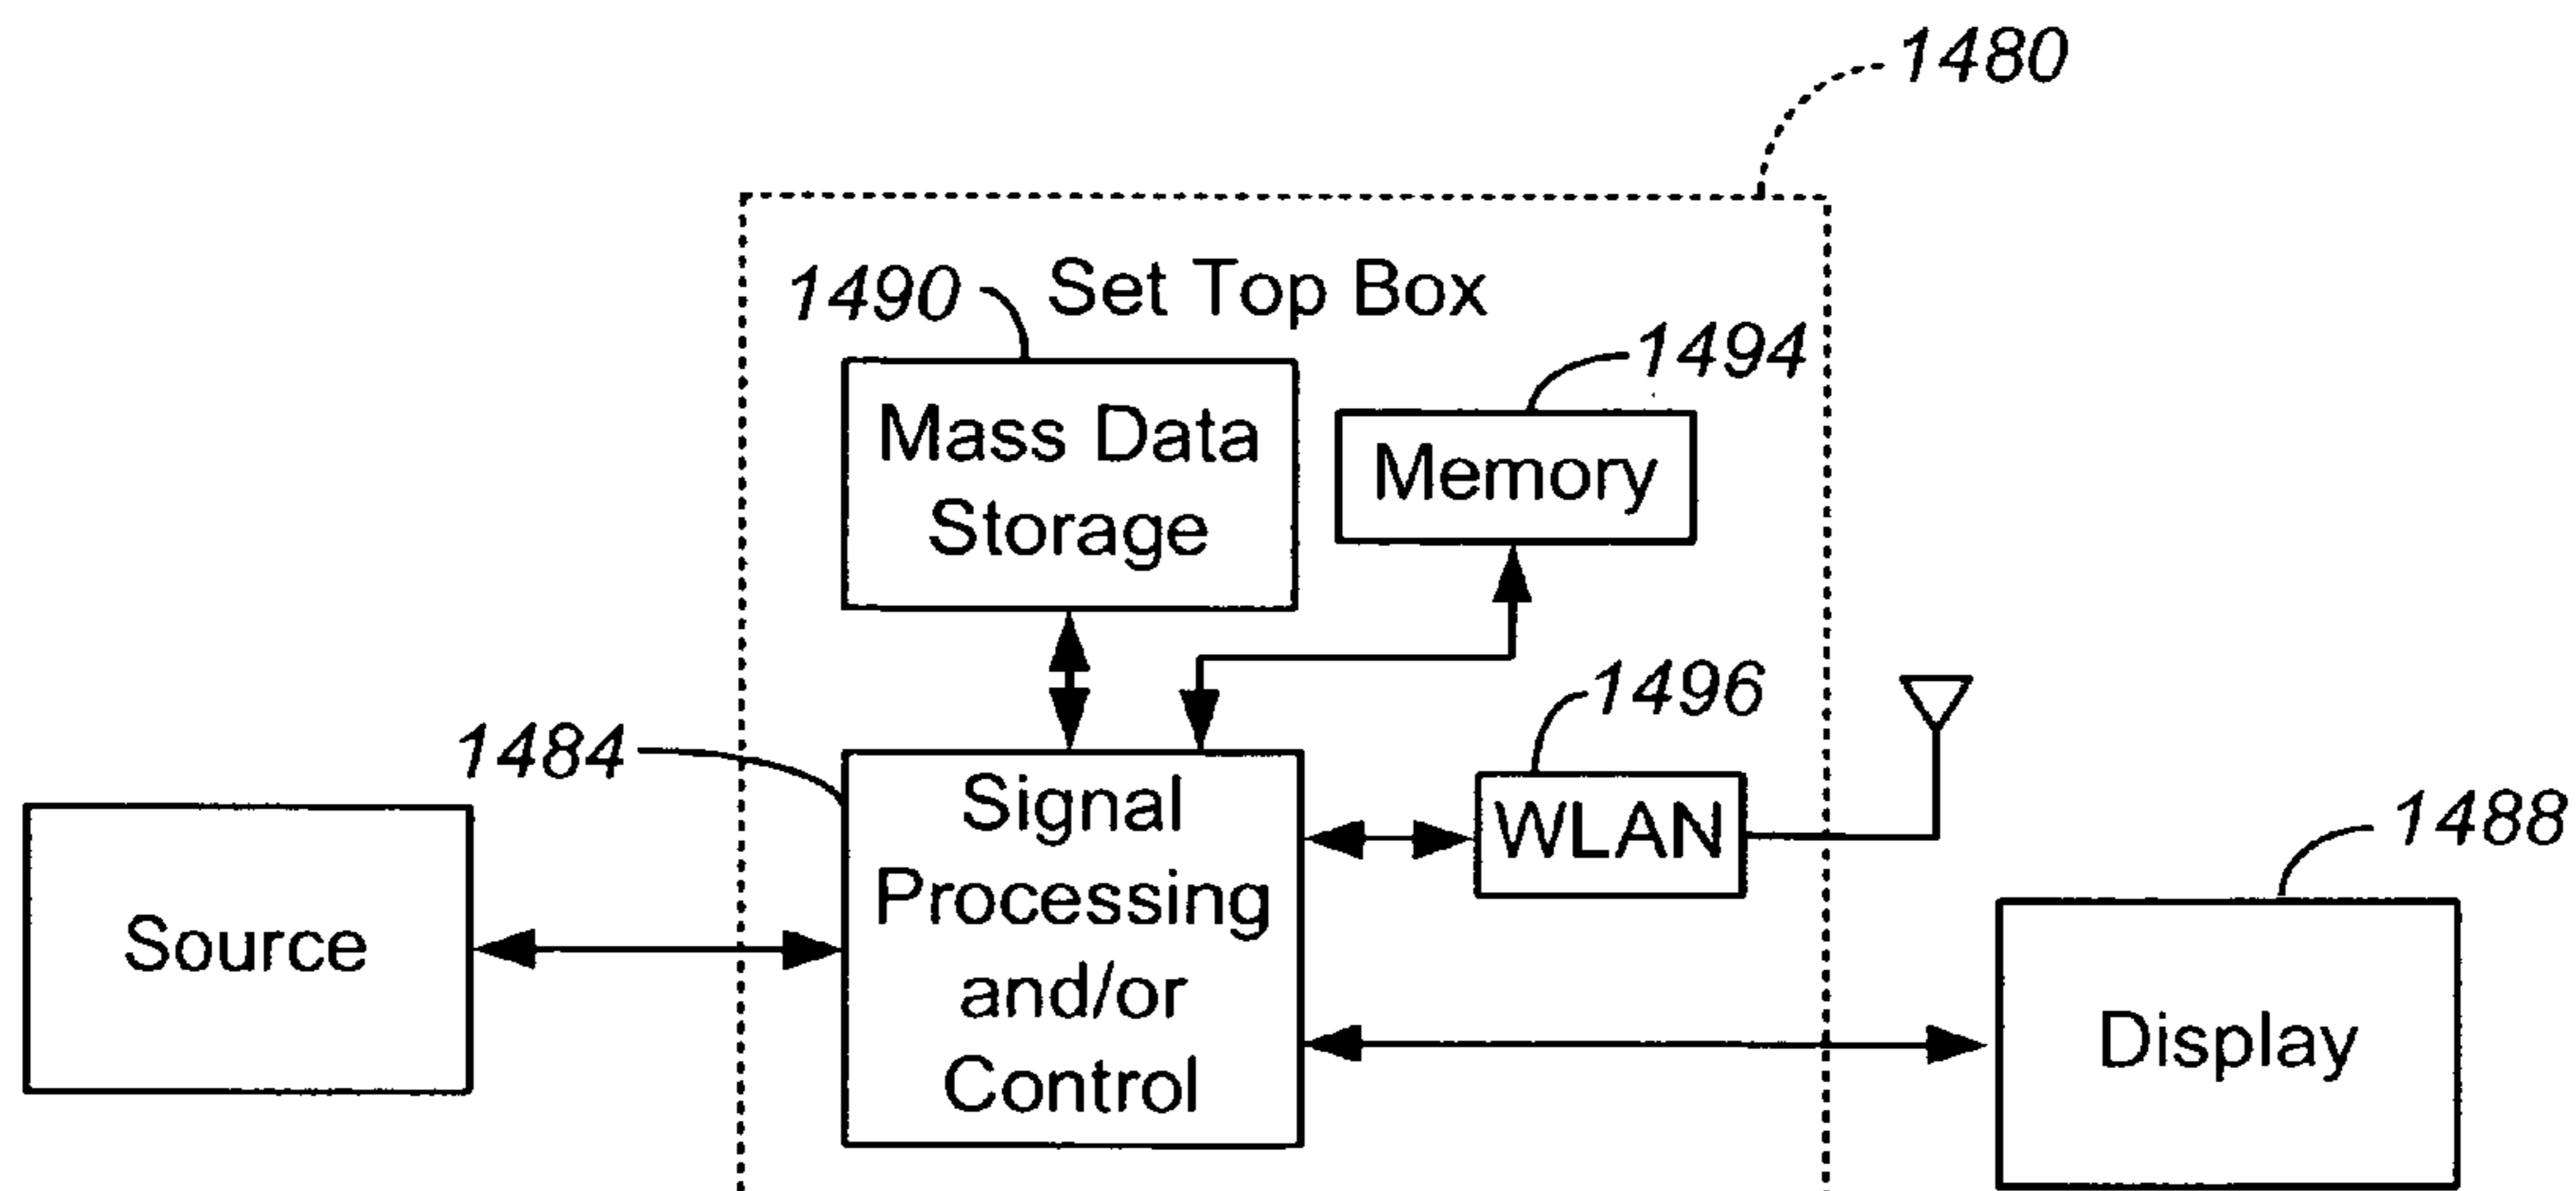 1480
Set Top Box
1490
1494
Mass Data
Storage
Memory
1496
1484
Signal
Processing
and/or
Control
WLAN
1488
Source
Display